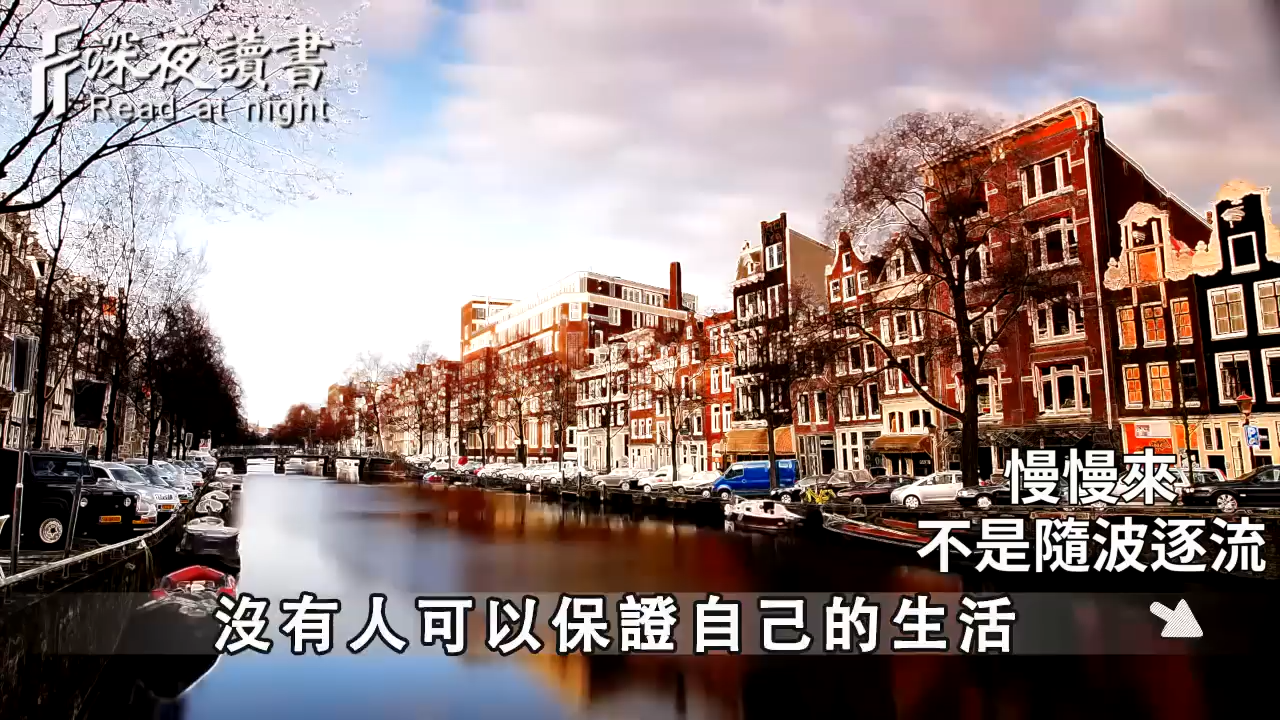 深夜讀書
Read at night
慢慢來
不是隨波逐流
沒有人可以保證自己的生活